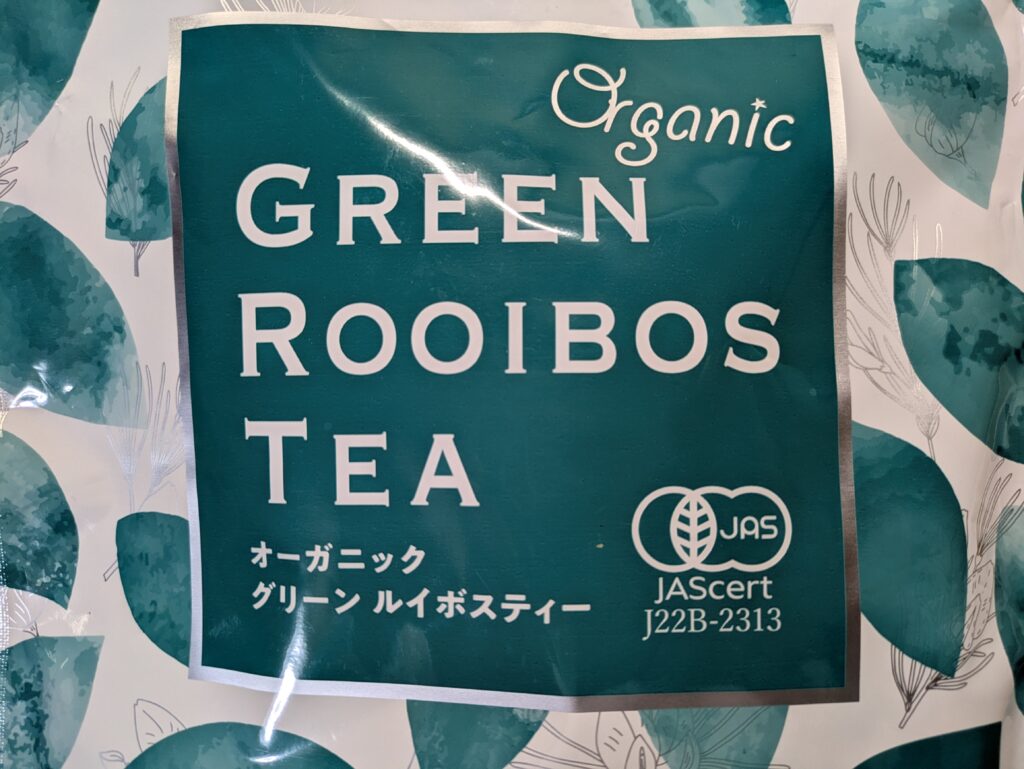 Organic
GREEN
ROOIBOS
TEA
オーガニック
グリーン ルイボスティー
JAS
JAScert
J22B-2313